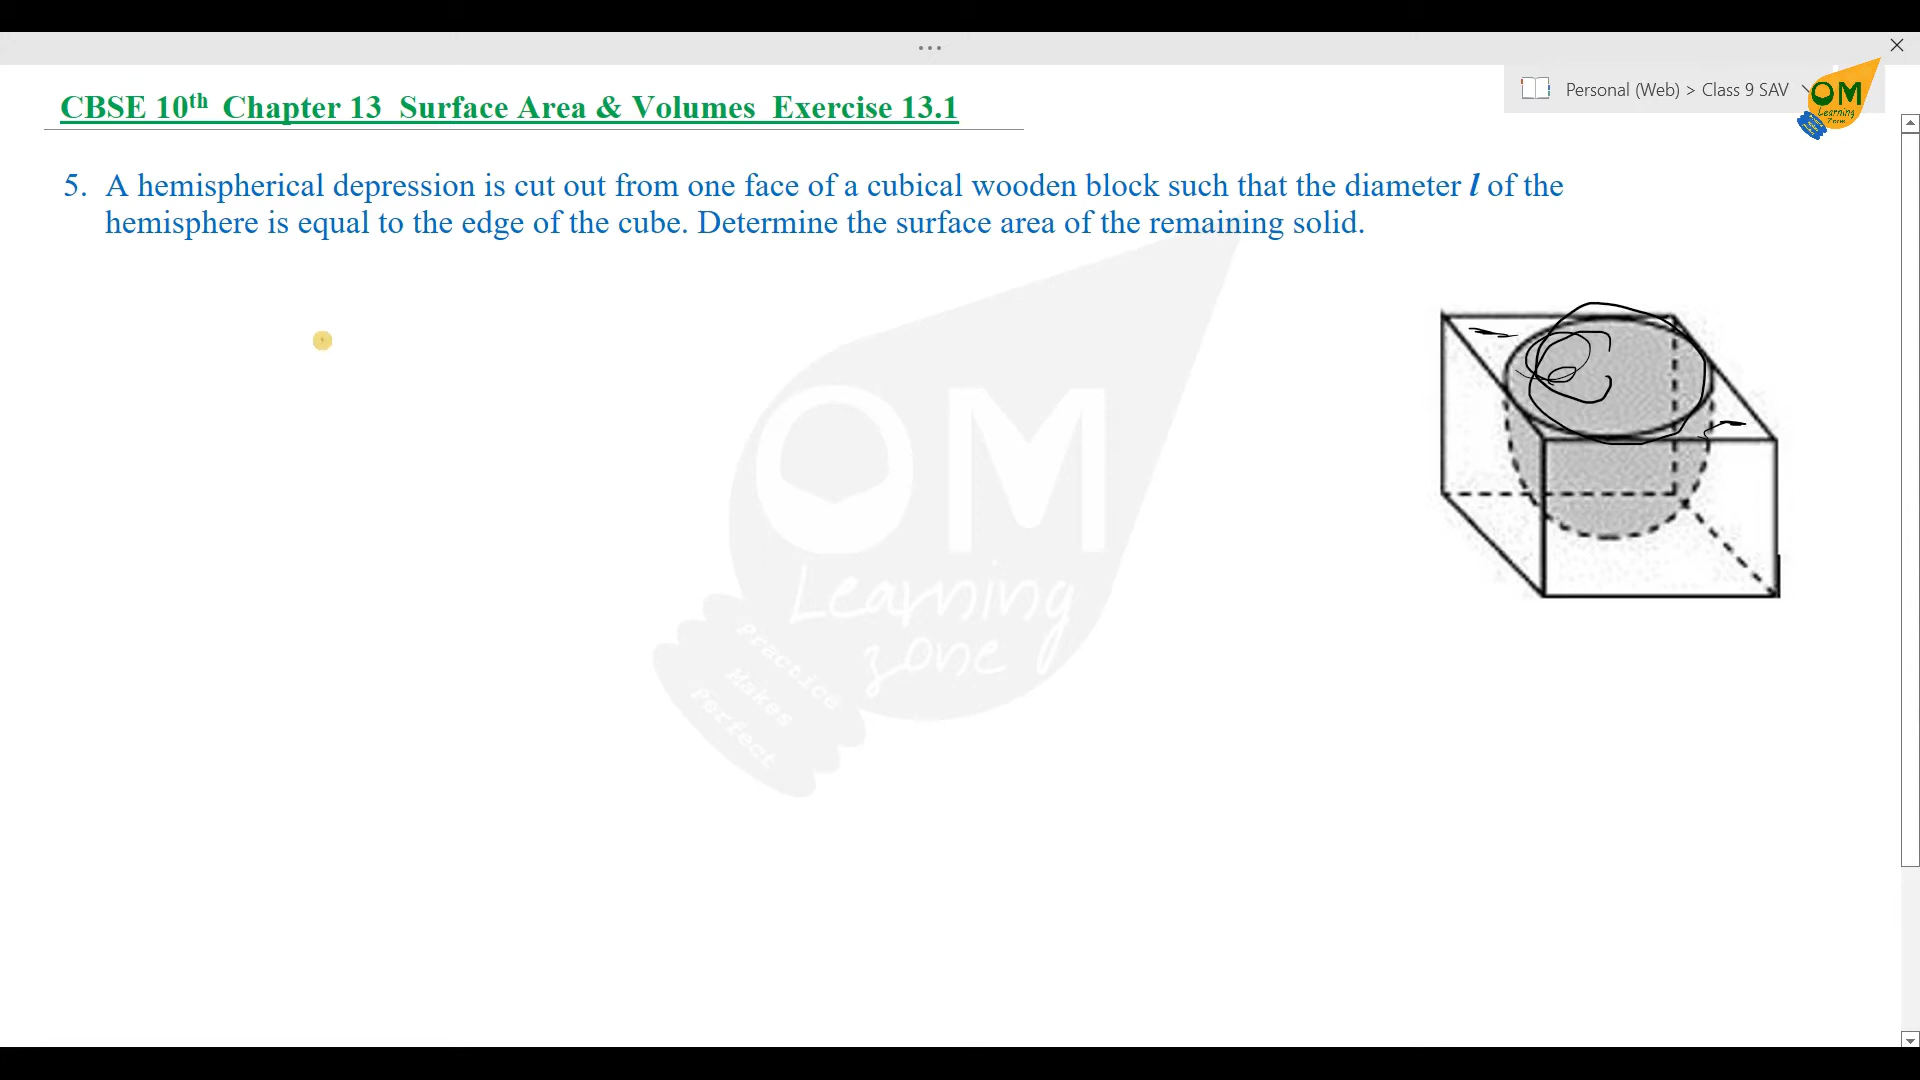 CBSE 10th Chapter 13 Surface Area & Volumes Exercise 13.1
Personal (Web) > Class 9 SAV
OM
Learning
Zone
5. A hemispherical depression is cut out from one face of a cubical wooden block such that the diameter l of the
hemisphere is equal to the edge of the cube. Determine the surface area of the remaining solid.
OM
Learning
zone
Practice
Makes
Perfect